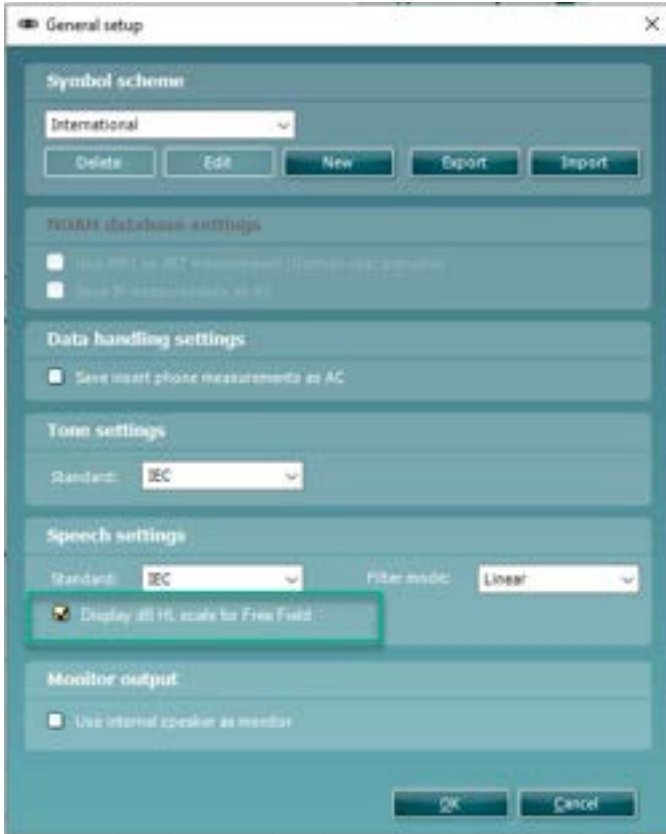 General setup
Symbol scheme
International
Delete Edit New Export Import
NOAH database settings
Data handling settings
Save insert phone measurements as AC
Tone settings
Standard: IEC
Speech settings
Standard: IEC Filter mode: Linear
Display dB HL scale for Free Field
Monitor output
Use internal speaker as monitor
OK Cancel